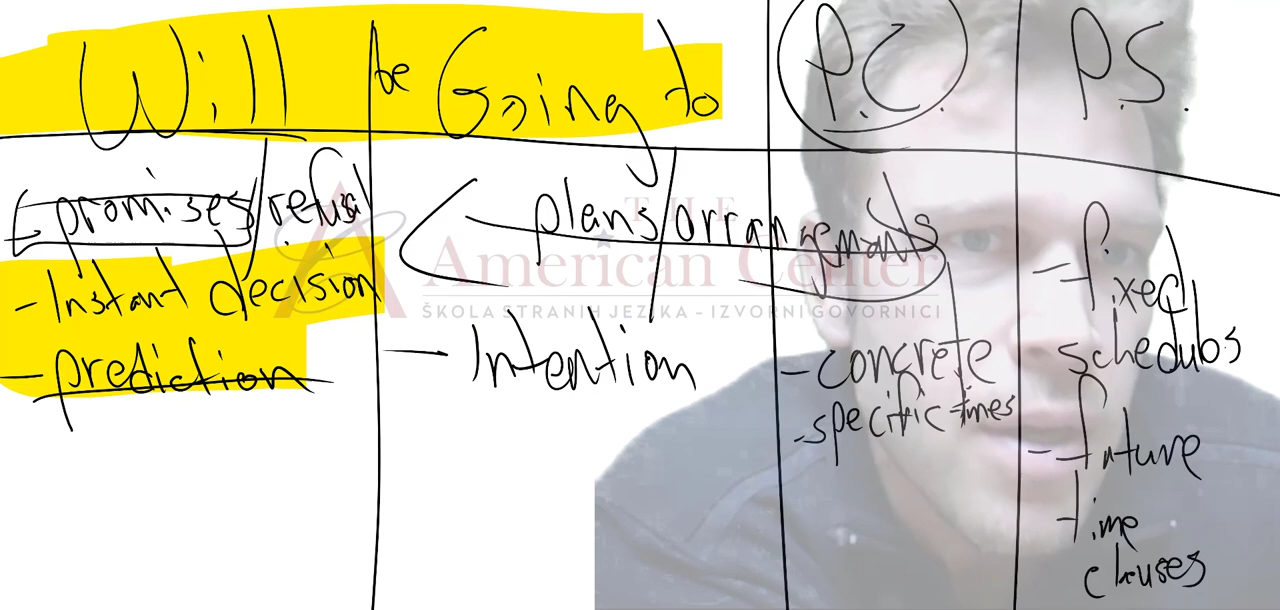 Will
be Going to
P.C.
P.S.
promises/refusal
- Instant decision
- prediction
plans/arrangements
- Intention
- concrete
- specific times
- fixed
schedules
- future
time
clauses
THE
American Center
ŠKOLA STRANIH JEZIKA - IZVORNI GOVORNICI